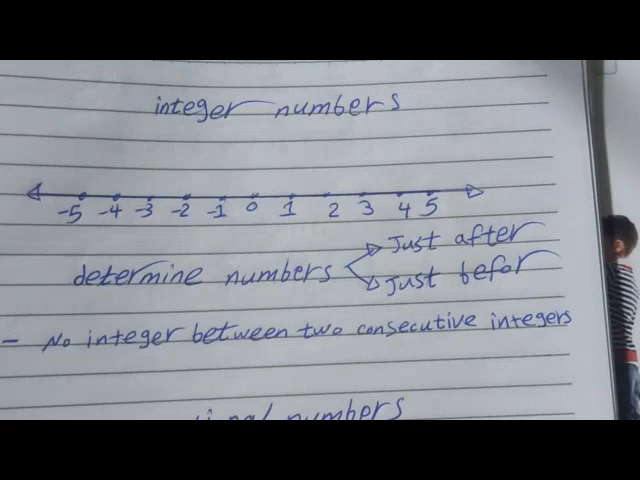 integer numbers
-5 -4 -3 -2 -1 0 1 2 3 4 5
Just after
determine numbers
Just befor
- No integer between two consecutive integers
numbers